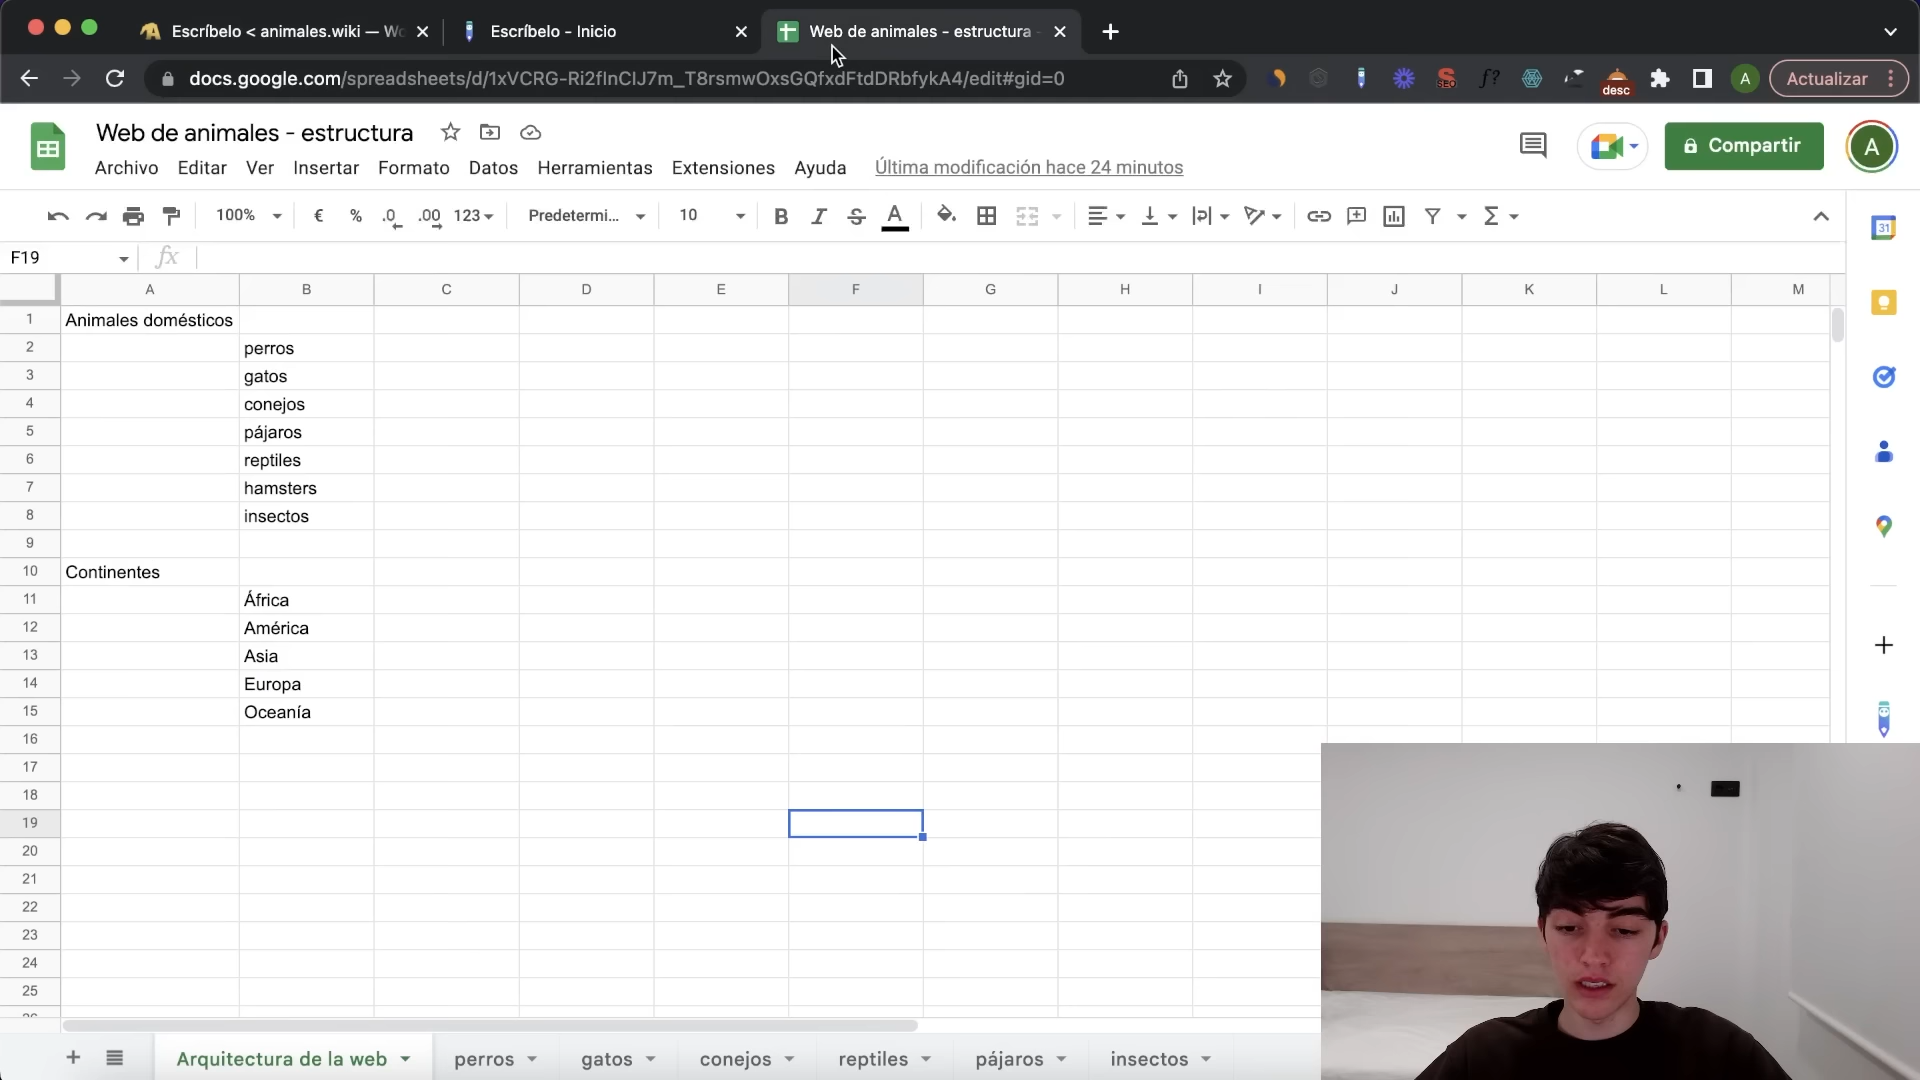 Escríbelo < animales.wiki — Wo
Escríbelo - Inicio
Web de animales - estructura -
docs.google.com/spreadsheets/d/1xVCRG-Ri2fInCIJ7m_T8rsmwOxsGQfxdFtdDRbfykA4/edit#gid=0
SEO
f?
desc
A
Actualizar
Web de animales - estructura
Archivo Editar Ver Insertar Formato Datos Herramientas Extensiones Ayuda Última modificación hace 24 minutos
Compartir
A
100% € % .0 .00 123 Predetermi... 10 B I S A Σ
31
F19 fx
A B C D E F G H I J K L M
1 Animales domésticos
2 perros
3 gatos
4 conejos
5 pájaros
6 reptiles
7 hamsters
8 insectos
9
10 Continentes
11 África
12 América
13 Asia
14 Europa
15 Oceanía
16
17
18
19
20
21
22
23
24
25
26
Arquitectura de la web perros gatos conejos reptiles pájaros insectos